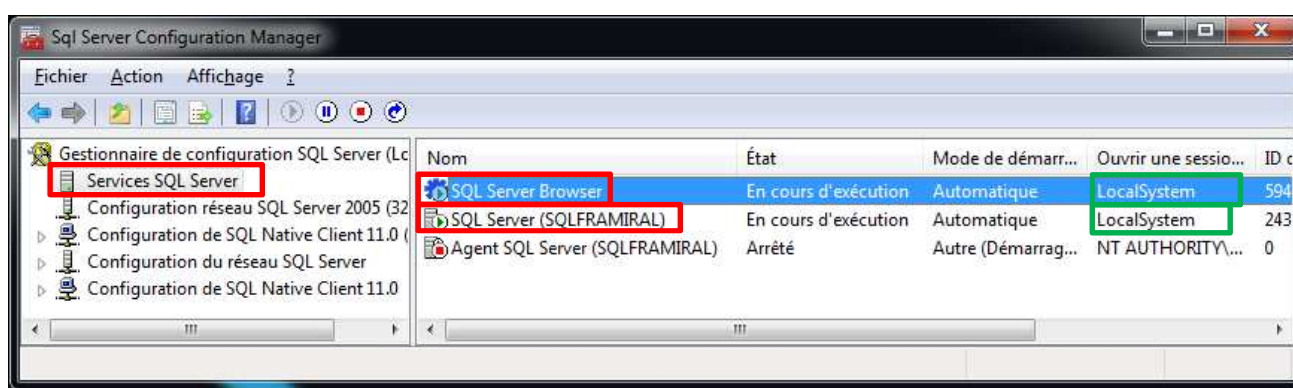 Sql Server Configuration Manager
Fichier Action Affichage ?
Gestionnaire de configuration SQL Server (Lc
Services SQL Server
Configuration réseau SQL Server 2005 (32
Configuration de SQL Native Client 11.0 (
Configuration du réseau SQL Server
Configuration de SQL Native Client 11.0
Nom État Mode de démarr... Ouvrir une sessio... ID c
SQL Server Browser En cours d'exécution Automatique LocalSystem 594
SQL Server (SQLFRAMIRAL) En cours d'exécution Automatique LocalSystem 243
Agent SQL Server (SQLFRAMIRAL) Arrêté Autre (Démarrag... NT AUTHORITY\... 0